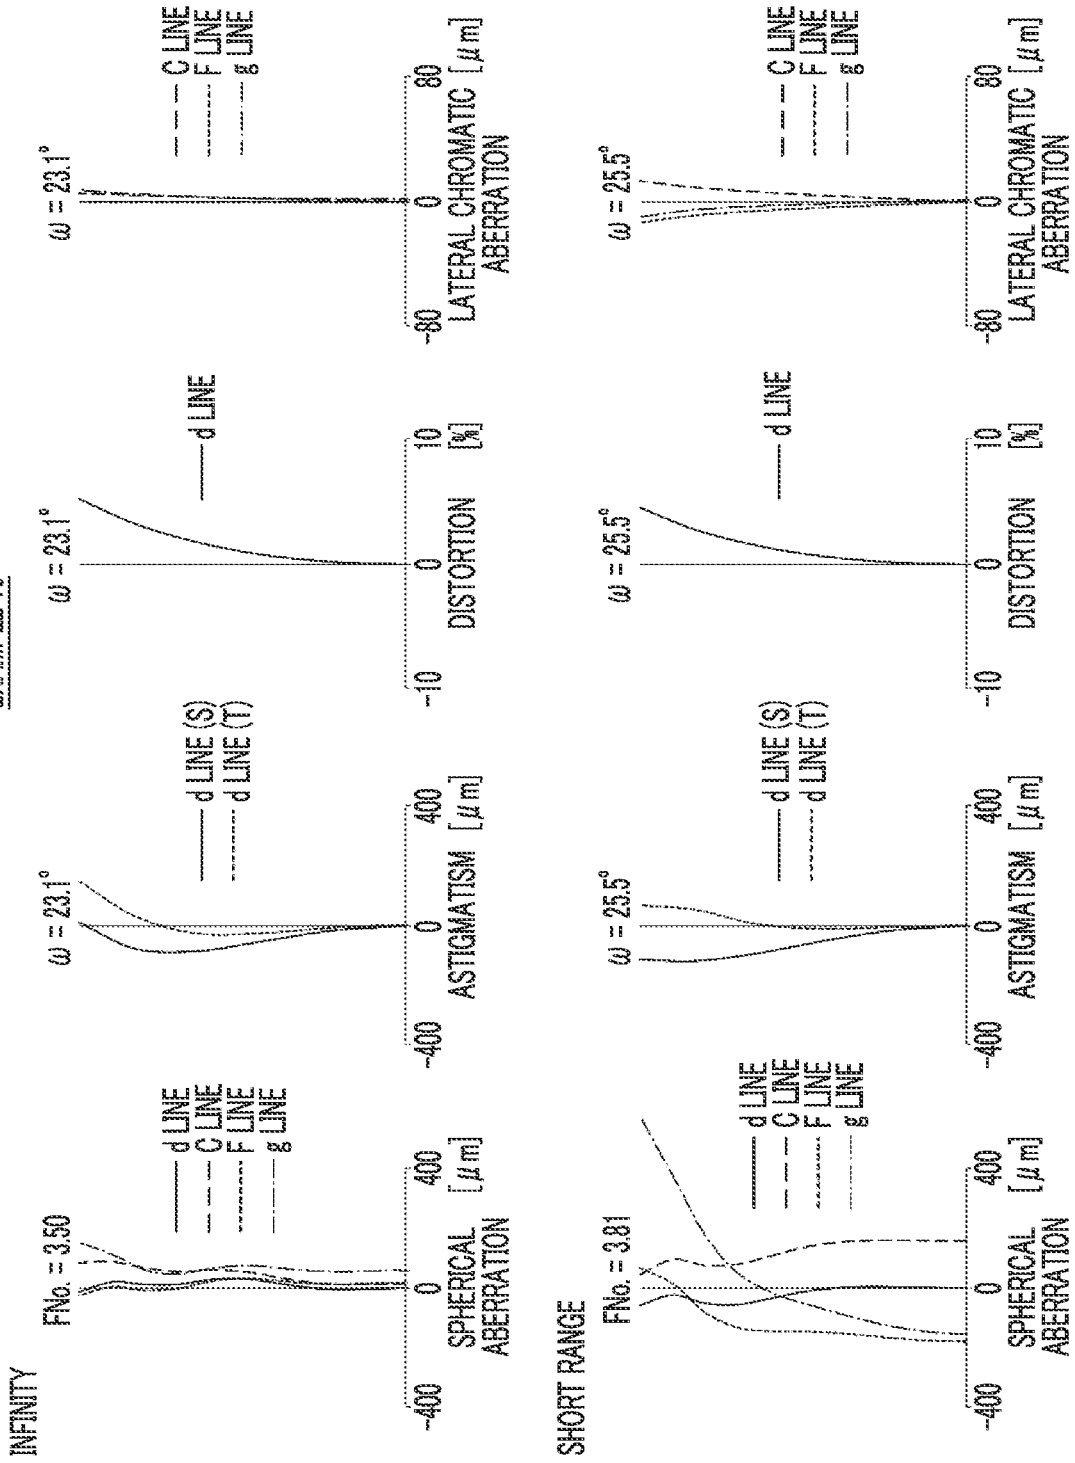 INFINITY
FNo. = 3.50
d LINE
C LINE
F LINE
g LINE
-400
0
400
SPHERICAL ABERRATION
[μm]
ω = 23.1°
d LINE (S)
d LINE (T)
-400
0
400
ASTIGMATISM [μm]
ω = 23.1°
d LINE
-10
0
10
DISTORTION
[%]
ω = 23.1°
C LINE
F LINE
g LINE
-80
0
80
LATERAL CHROMATIC [μm]
ABERRATION
SHORT RANGE
FNo. = 3.81
d LINE
C LINE
F LINE
g LINE
-400
0
400
SPHERICAL ABERRATION
[μm]
ω = 25.5°
d LINE (S)
d LINE (T)
-400
0
400
ASTIGMATISM [μm]
ω = 25.5°
d LINE
-10
0
10
DISTORTION
[%]
ω = 25.5°
C LINE
F LINE
g LINE
-80
0
80
LATERAL CHROMATIC [μm]
ABERRATION